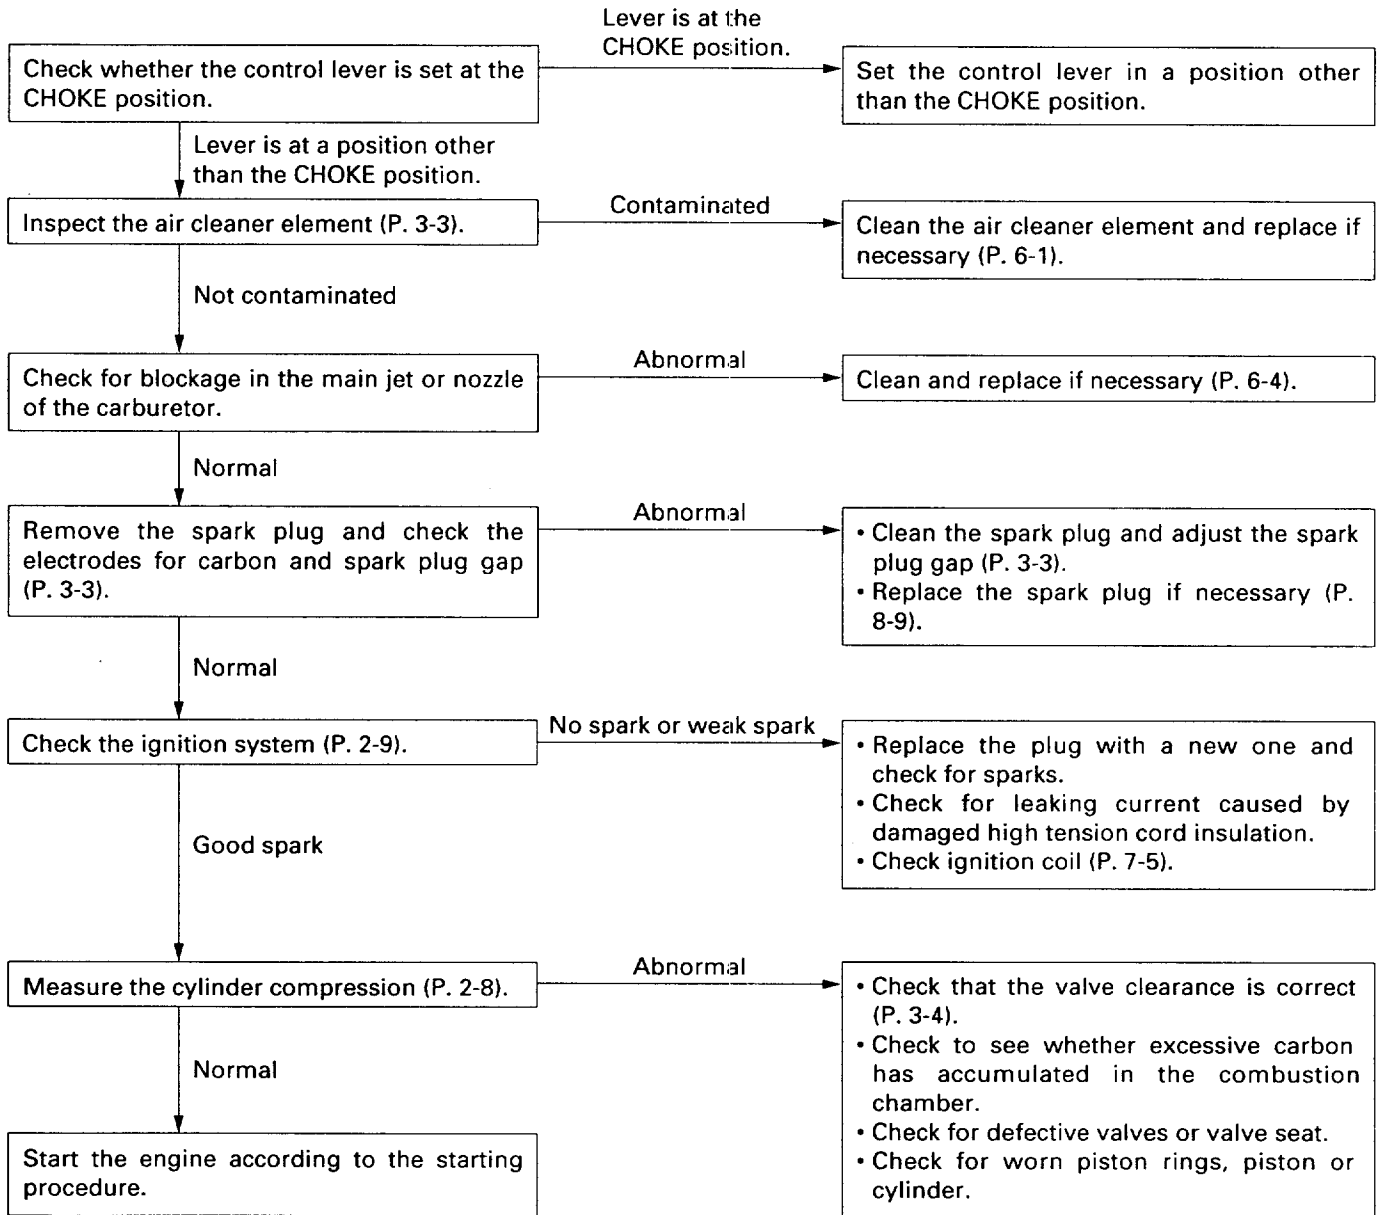 Lever is at the
CHOKE position.
Check whether the control lever is set at the
CHOKE position.
Set the control lever in a position other
than the CHOKE position.
Lever is at a position other
than the CHOKE position.
Inspect the air cleaner element (P. 3-3).
Contaminated
Clean the air cleaner element and replace if
necessary (P. 6-1).
Not contaminated
Check for blockage in the main jet or nozzle
of the carburetor.
Abnormal
Clean and replace if necessary (P. 6-4).
Normal
Remove the spark plug and check the
electrodes for carbon and spark plug gap
(P. 3-3).
Abnormal
• Clean the spark plug and adjust the spark
plug gap (P. 3-3).
• Replace the spark plug if necessary (P.
8-9).
Normal
Check the ignition system (P. 2-9).
No spark or weak spark
• Replace the plug with a new one and
check for sparks.
• Check for leaking current caused by
damaged high tension cord insulation.
• Check ignition coil (P. 7-5).
Good spark
Measure the cylinder compression (P. 2-8).
Abnormal
• Check that the valve clearance is correct
(P. 3-4).
• Check to see whether excessive carbon
has accumulated in the combustion
chamber.
• Check for defective valves or valve seat.
• Check for worn piston rings, piston or
cylinder.
Normal
Start the engine according to the starting
procedure.